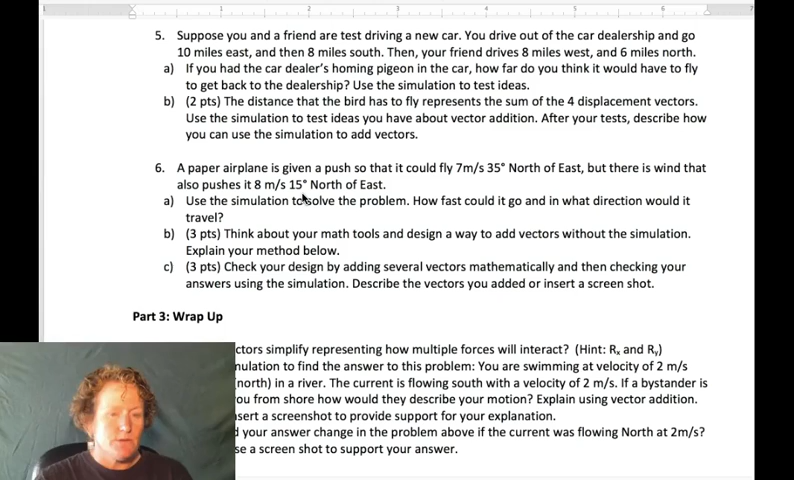 5. Suppose you and a friend are test driving a new car. You drive out of the car dealership and go
10 miles east, and then 8 miles south. Then, your friend drives 8 miles west, and 6 miles north.
a) If you had the car dealer's homing pigeon in the car, how far do you think it would have to fly
to get back to the dealership? Use the simulation to test ideas.
b) (2 pts) The distance that the bird has to fly represents the sum of the 4 displacement vectors.
Use the simulation to test ideas you have about vector addition. After your tests, describe how
you can use the simulation to add vectors.
6. A paper airplane is given a push so that it could fly 7m/s 35° North of East, but there is wind that
also pushes it 8 m/s 15° North of East.
a) Use the simulation to solve the problem. How fast could it go and in what direction would it
travel?
b) (3 pts) Think about your math tools and design a way to add vectors without the simulation.
Explain your method below.
c) (3 pts) Check your design by adding several vectors mathematically and then checking your
answers using the simulation. Describe the vectors you added or insert a screen shot.
Part 3: Wrap Up
ctors simplify representing how multiple forces will interact? (Hint: Rx and Ry)
nulation to find the answer to this problem: You are swimming at velocity of 2 m/s
north) in a river. The current is flowing south with a velocity of 2 m/s. If a bystander is
ou from shore how would they describe your motion? Explain using vector addition.
sert a screenshot to provide support for your explanation.
d your answer change in the problem above if the current was flowing North at 2m/s?
se a screen shot to support your answer.